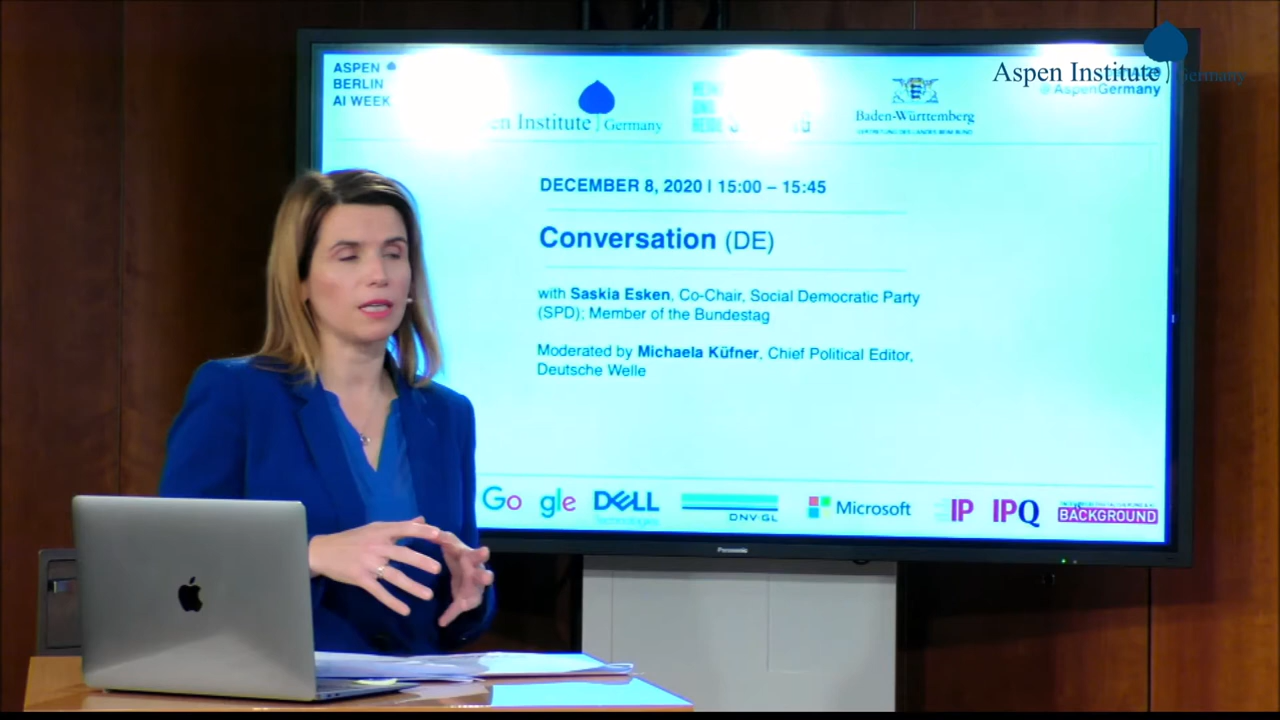 ASPEN
BERLIN
AI WEEK
en Institute Germany
Baden-Württemberg
Aspen Institute Germany
@AspenGermany
DECEMBER 8, 2020 | 15:00 – 15:45
Conversation (DE)
with Saskia Esken, Co-Chair, Social Democratic Party
(SPD); Member of the Bundestag
Moderated by Michaela Küfner, Chief Political Editor,
Deutsche Welle
Go gle
DELL
Technologies
DNV·GL
Microsoft
IP
IPQ
BACKGROUND
Panasonic